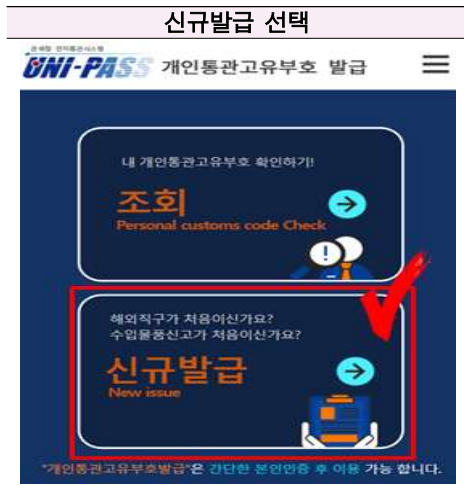 신규발급 선택
관세청 전자통관시스템
UNI-PASS 개인통관고유부호 발급
내 개인통관고유부호 확인하기!
조회
Personal customs code Check
해외직구가 처음이신가요?
수입물품신고가 처음이신가요?
신규발급
New issue
"개인통관고유부호발급"은 간단한 본인인증 후 이용 가능 합니다.